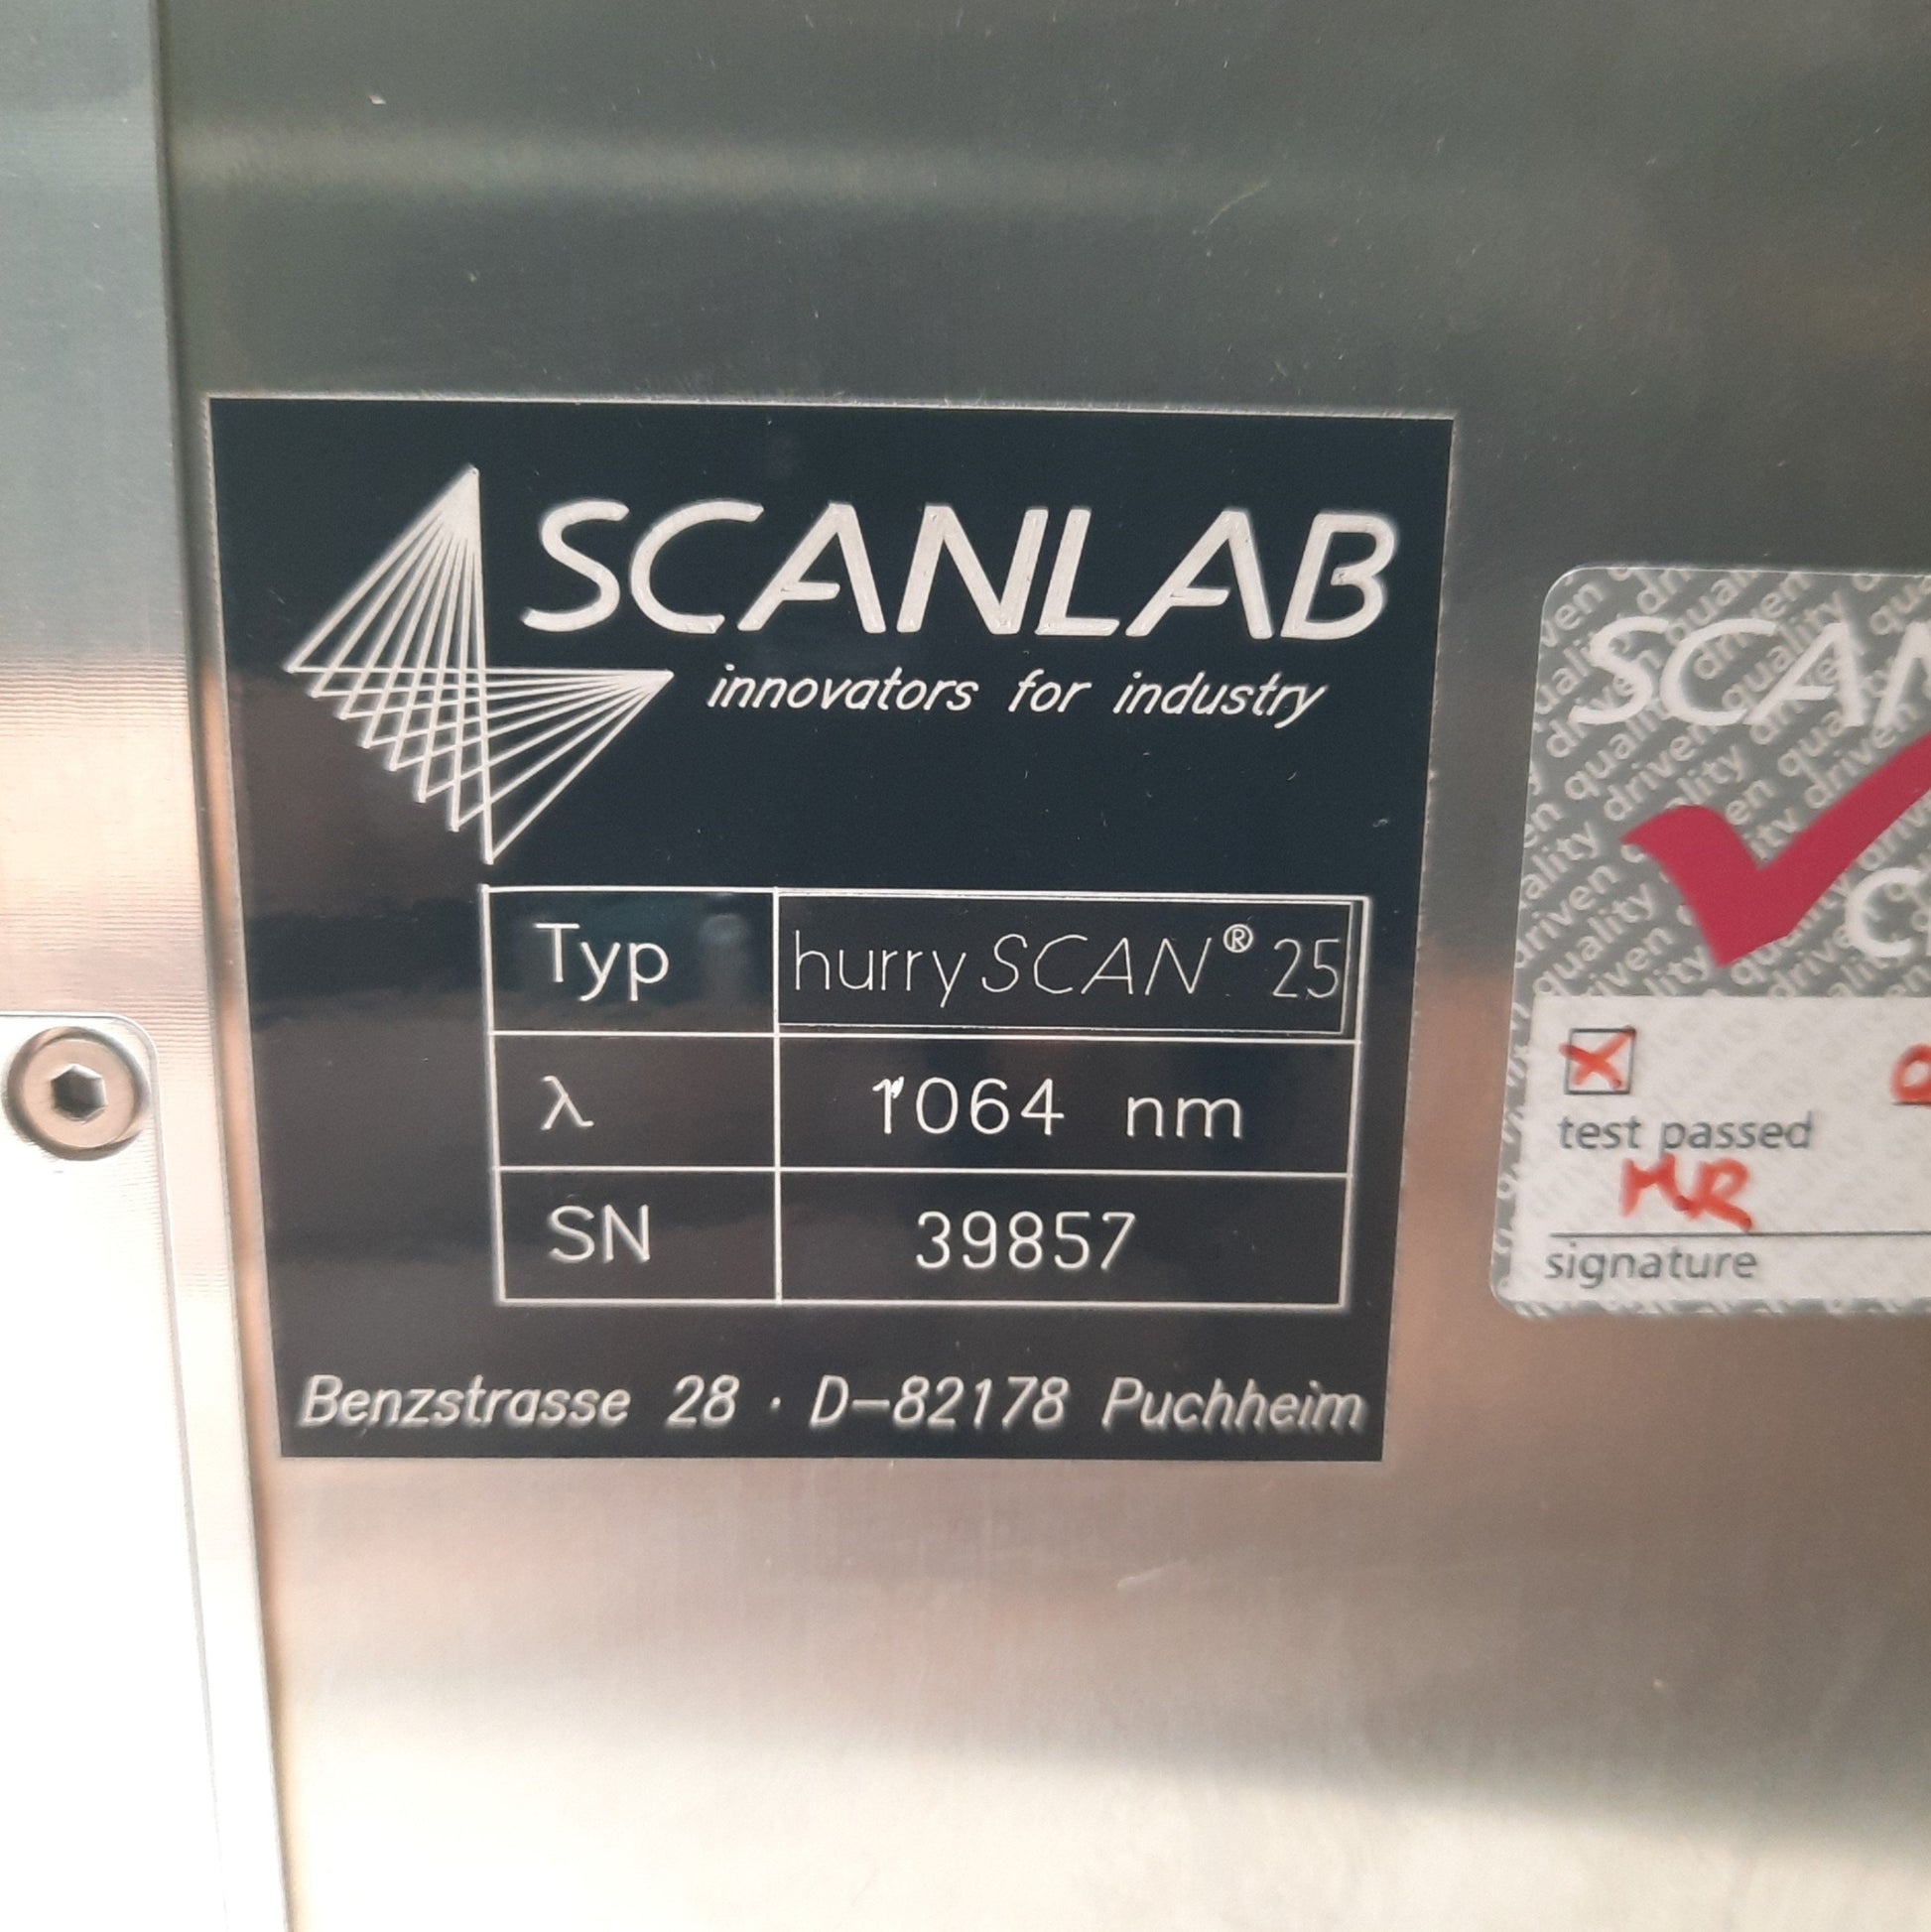 SCANLAB
innovators for industry
Typ hurrySCAN® 25
λ 1064 nm
SN 39857
Benzstrasse 28 · D-82178 Puchheim
test passed
MR
signature